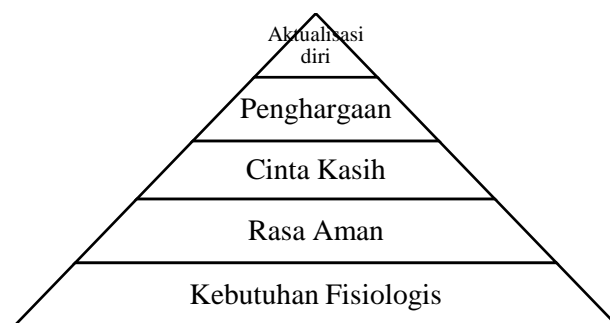 Aktualisasi
diri
Penghargaan
Cinta Kasih
Rasa Aman
Kebutuhan Fisiologis